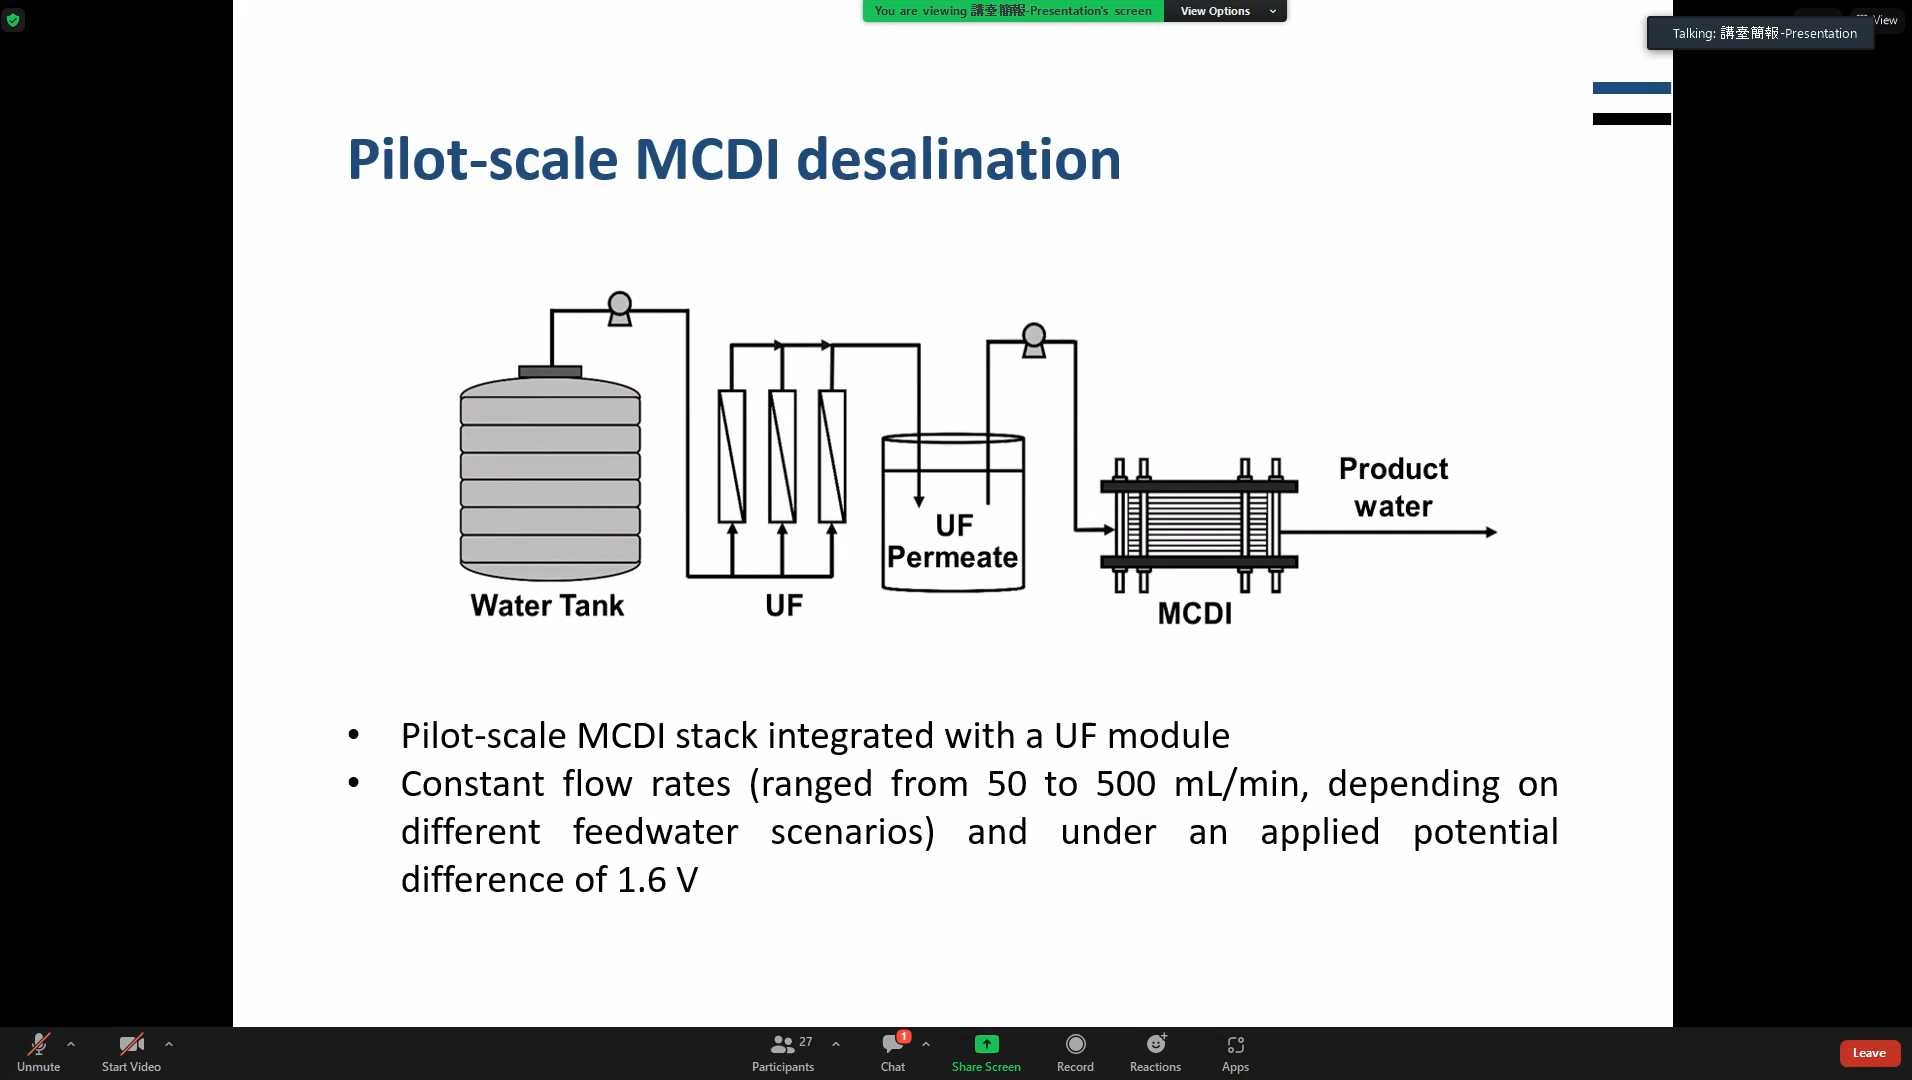 You are viewing 講臺簡報-Presentation's screen
View Options
View
Talking: 講臺簡報-Presentation
Pilot-scale MCDI desalination
Product
water
UF
Permeate
Water Tank
UF
MCDI
• Pilot-scale MCDI stack integrated with a UF module
• Constant flow rates (ranged from 50 to 500 mL/min, depending on
different feedwater scenarios) and under an applied potential
difference of 1.6 V
27
1
Unmute
Start Video
Participants
Chat
Share Screen
Record
Reactions
Apps
Leave